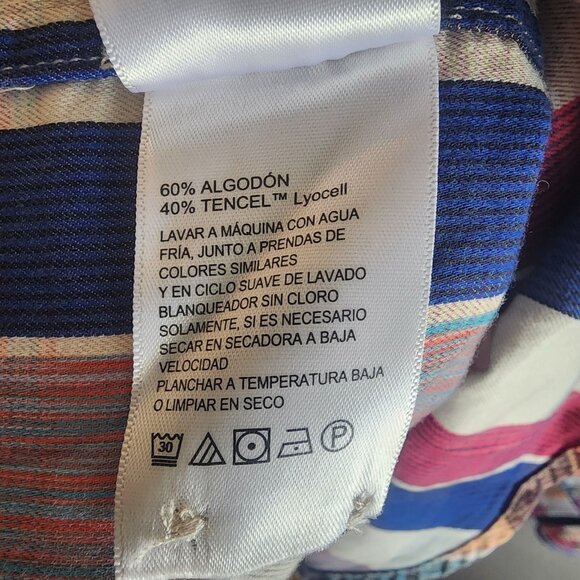 60% ALGODÓN
40% TENCEL™ Lyocell
LAVAR A MÁQUINA CON AGUA
FRÍA, JUNTO A PRENDAS DE
COLORES SIMILARES
Y EN CICLO SUAVE DE LAVADO
BLANQUEADOR SIN CLORO
SOLAMENTE, SI ES NECESARIO
SECAR EN SECADORA A BAJA
VELOCIDAD
PLANCHAR A TEMPERATURA BAJA
O LIMPIAR EN SECO
30 P